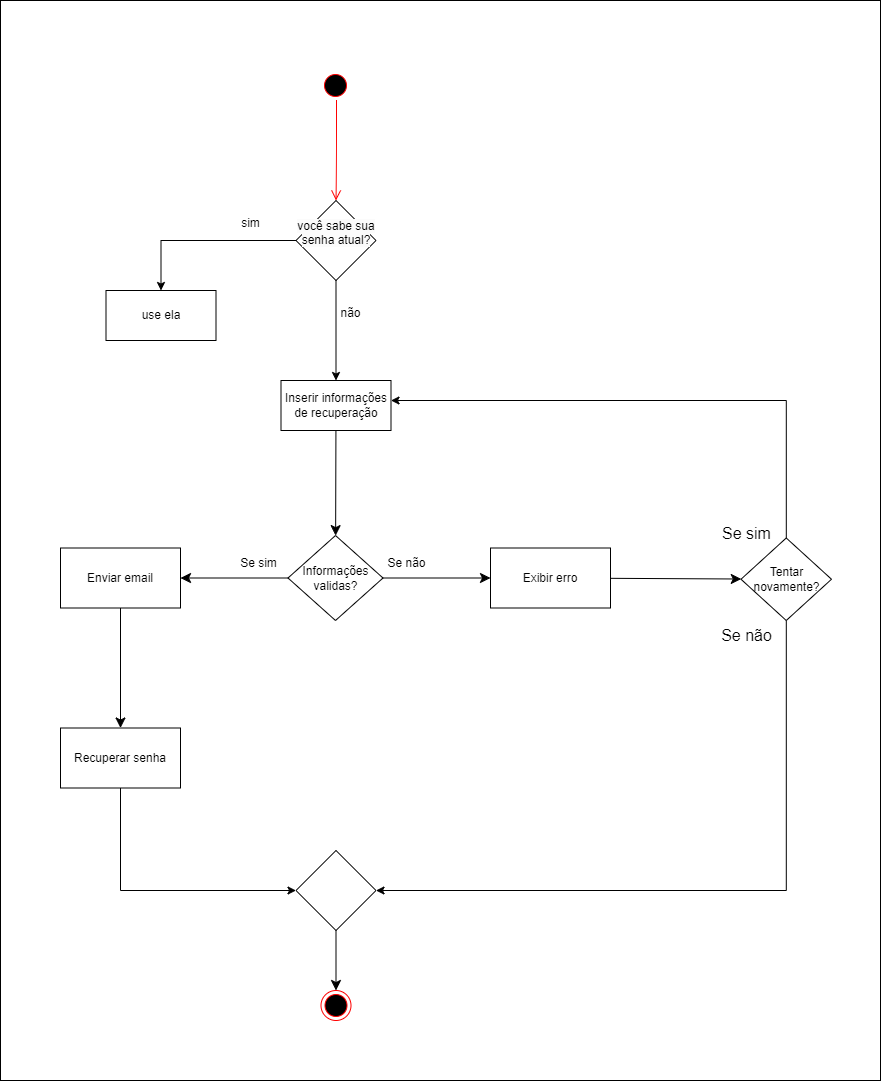 sim
você sabe sua
senha atual?
use ela
não
Inserir informações
de recuperação
Se sim
Enviar email
Se sim
Informações
validas?
Se não
Exibir erro
Tentar
novamente?
Se não
Recuperar senha